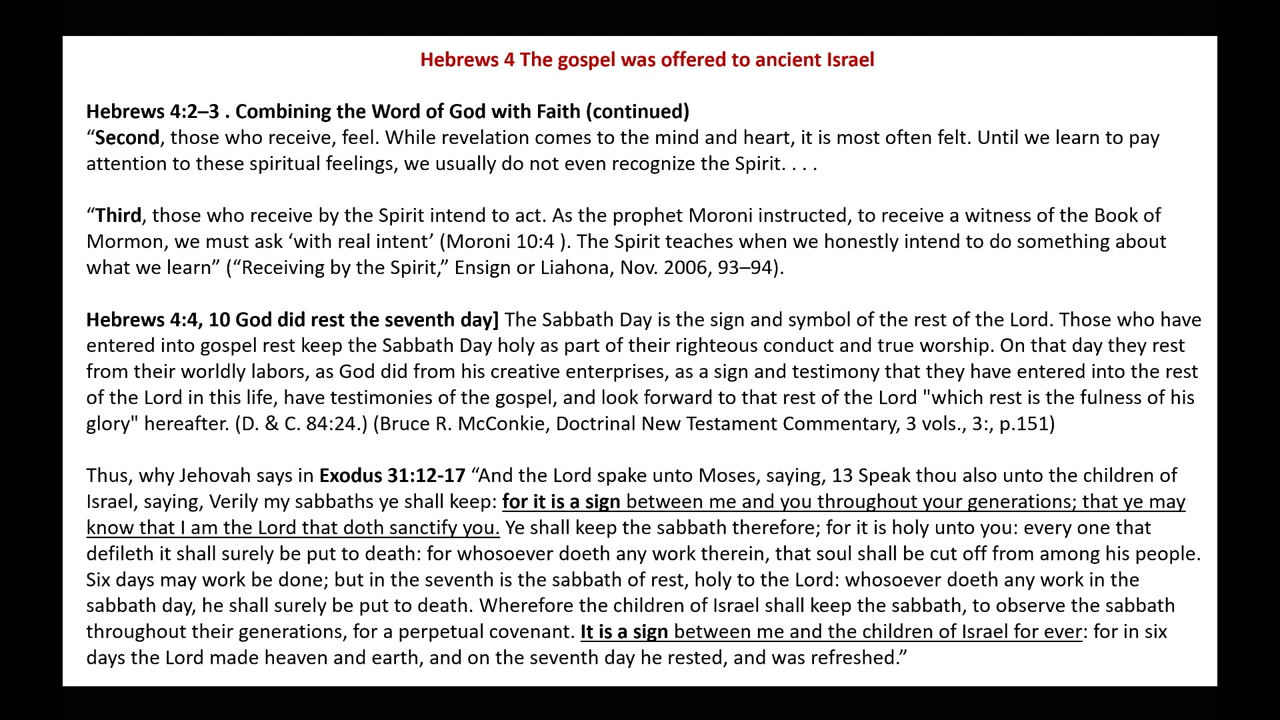 Hebrews 4 The gospel was offered to ancient Israel
Hebrews 4:2–3 . Combining the Word of God with Faith (continued)
“Second, those who receive, feel. While revelation comes to the mind and heart, it is most often felt. Until we learn to pay
attention to these spiritual feelings, we usually do not even recognize the Spirit. . . .
“Third, those who receive by the Spirit intend to act. As the prophet Moroni instructed, to receive a witness of the Book of
Mormon, we must ask ‘with real intent’ (Moroni 10:4 ). The Spirit teaches when we honestly intend to do something about
what we learn” (“Receiving by the Spirit,” Ensign or Liahona, Nov. 2006, 93–94).
Hebrews 4:4, 10 God did rest the seventh day] The Sabbath Day is the sign and symbol of the rest of the Lord. Those who have
entered into gospel rest keep the Sabbath Day holy as part of their righteous conduct and true worship. On that day they rest
from their worldly labors, as God did from his creative enterprises, as a sign and testimony that they have entered into the rest
of the Lord in this life, have testimonies of the gospel, and look forward to that rest of the Lord "which rest is the fulness of his
glory" hereafter. (D. & C. 84:24.) (Bruce R. McConkie, Doctrinal New Testament Commentary, 3 vols., 3:, p.151)
Thus, why Jehovah says in Exodus 31:12-17 “And the Lord spake unto Moses, saying, 13 Speak thou also unto the children of
Israel, saying, Verily my sabbaths ye shall keep: for it is a sign between me and you throughout your generations; that ye may
know that I am the Lord that doth sanctify you. Ye shall keep the sabbath therefore; for it is holy unto you: every one that
defileth it shall surely be put to death: for whosoever doeth any work therein, that soul shall be cut off from among his people.
Six days may work be done; but in the seventh is the sabbath of rest, holy to the Lord: whosoever doeth any work in the
sabbath day, he shall surely be put to death. Wherefore the children of Israel shall keep the sabbath, to observe the sabbath
throughout their generations, for a perpetual covenant. It is a sign between me and the children of Israel for ever: for in six
days the Lord made heaven and earth, and on the seventh day he rested, and was refreshed.”